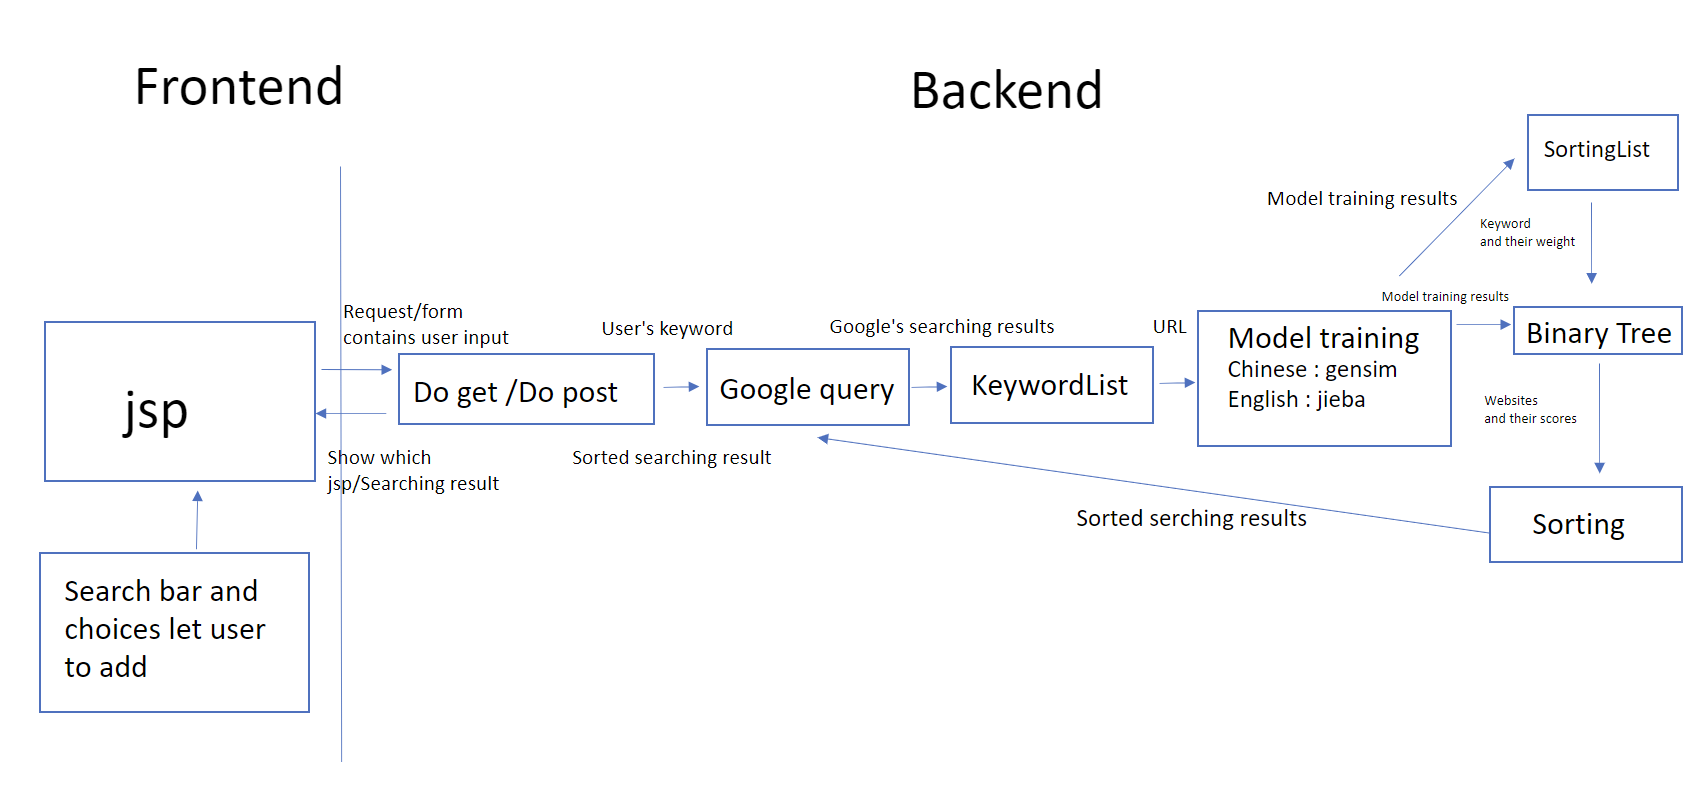 Frontend
Backend
SortingList
Model training results
Keyword
and their weight
Model training results
Request/form
contains user input
User's keyword
Google's searching results
URL
jsp
Do get /Do post
Google query
KeywordList
Model training
Chinese : gensim
English : jieba
Binary Tree
Websites
and their scores
Show which
jsp/Searching result
Sorted searching result
Sorted serching results
Sorting
Search bar and
choices let user
to add